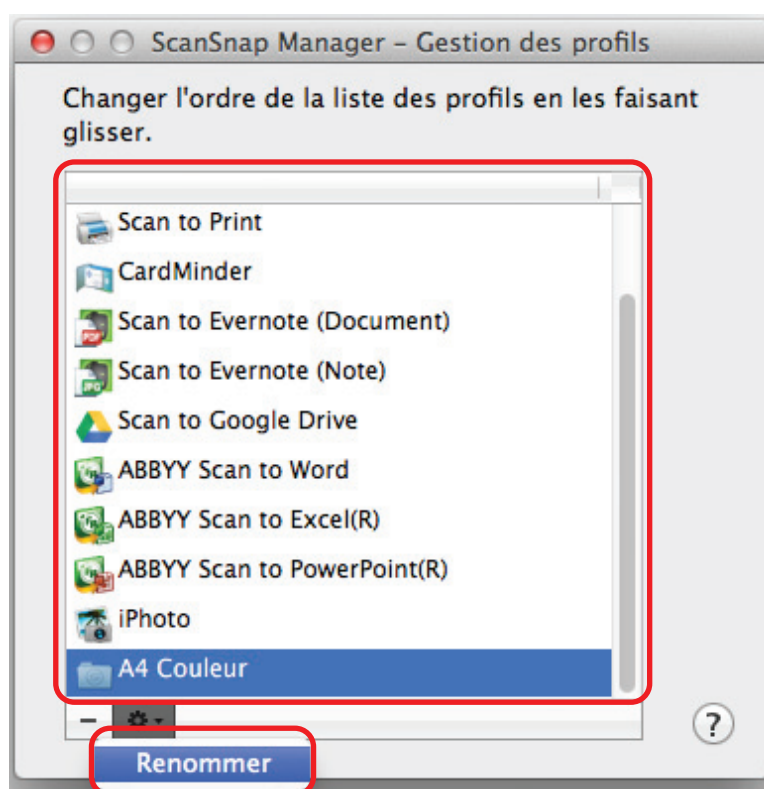 ScanSnap Manager – Gestion des profils
Changer l'ordre de la liste des profils en les faisant
glisser.
Scan to Print
CardMinder
Scan to Evernote (Document)
PDF
Scan to Evernote (Note)
JPG
Scan to Google Drive
ABBYY Scan to Word
ABBYY Scan to Excel(R)
ABBYY Scan to PowerPoint(R)
iPhoto
A4 Couleur
?
Renommer